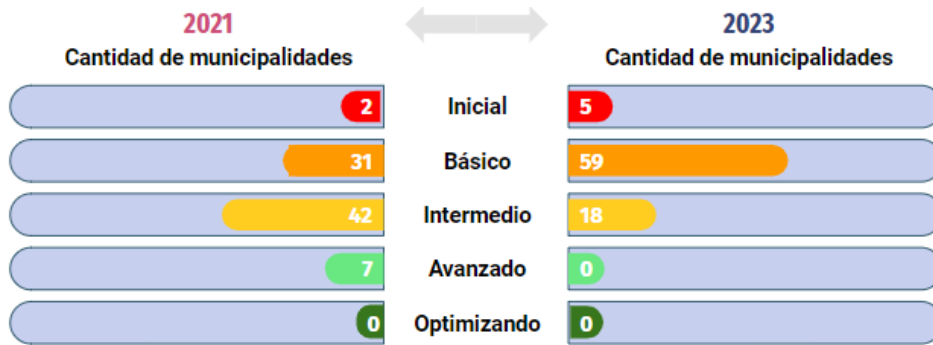 2021
2023
Cantidad de municipalidades
Cantidad de municipalidades
2 Inicial 5
31 Básico 59
42 Intermedio 18
7 Avanzado 0
0 Optimizando 0